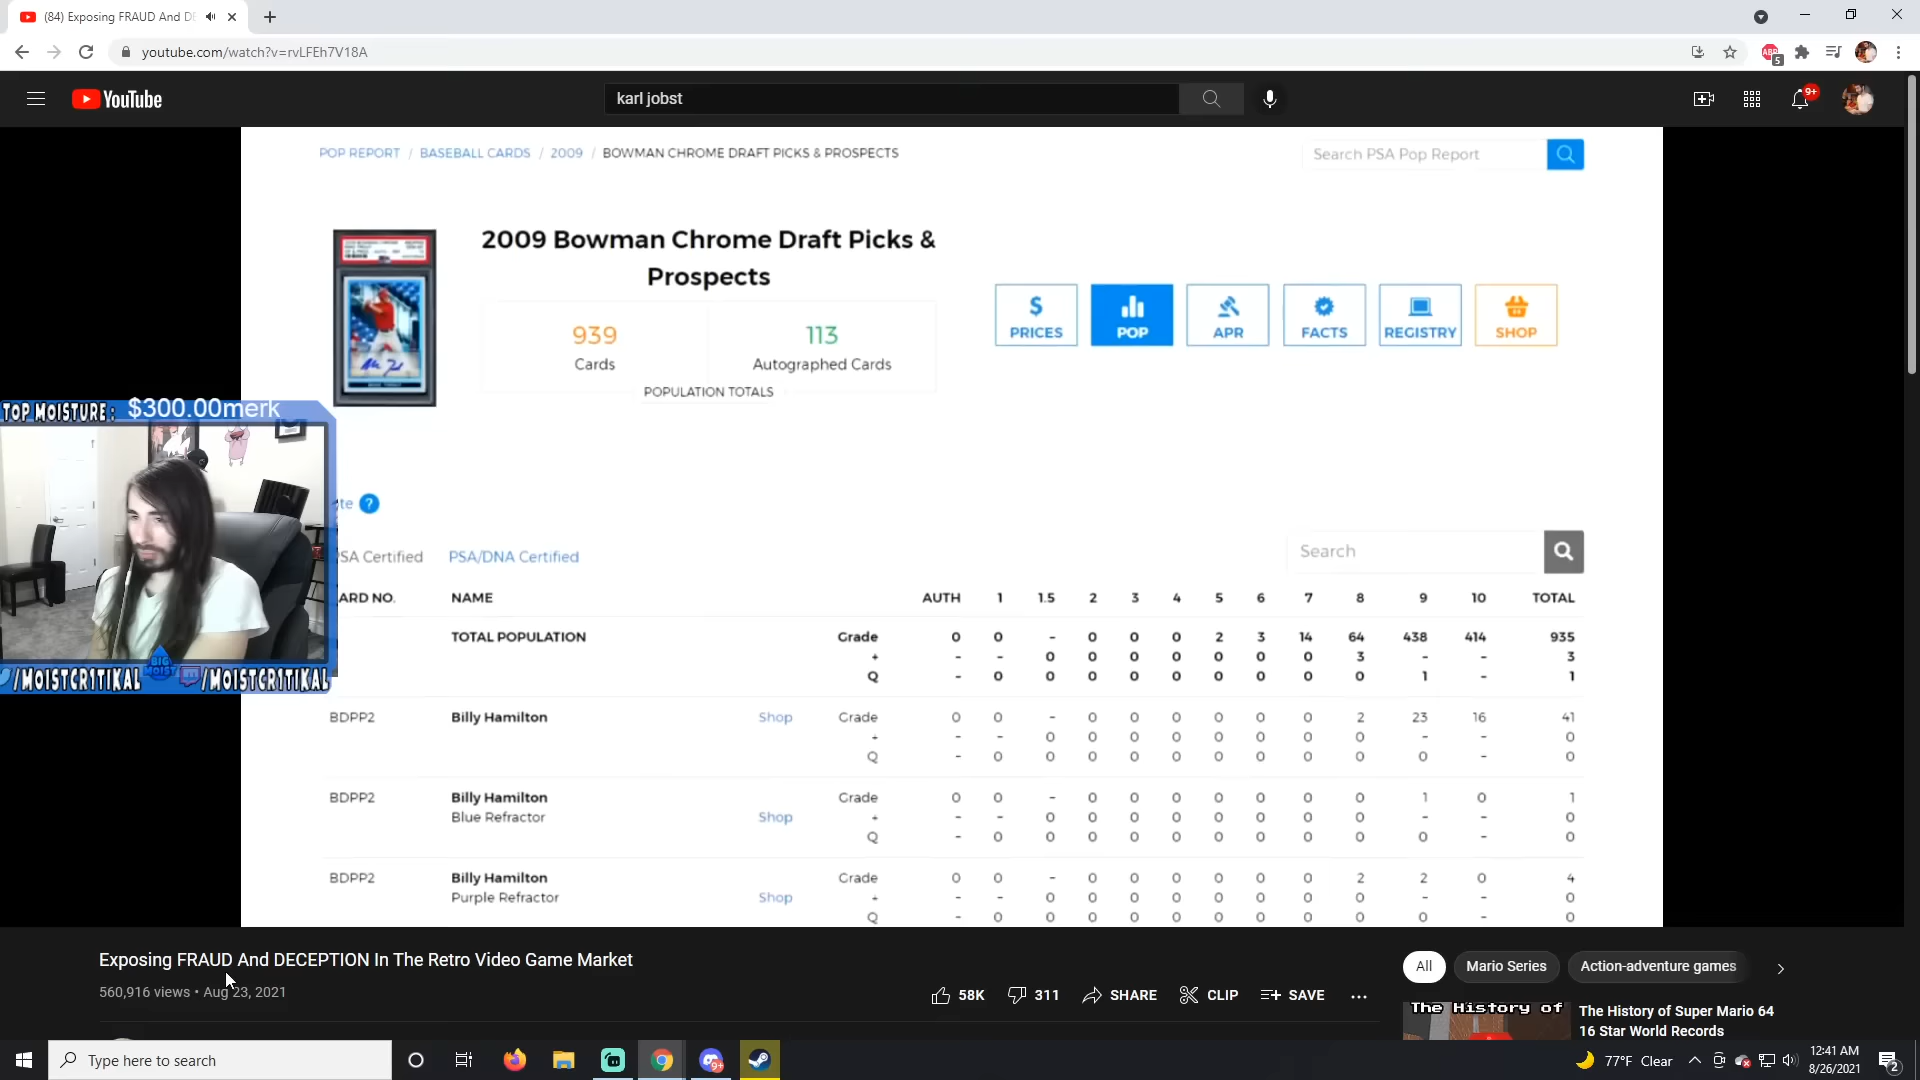 (84) Exposing FRAUD And DE
youtube.com/watch?v=rvLFEh7V18A
ABP
5
YouTube
karl jobst
9+
POP REPORT / BASEBALL CARDS / 2009 / BOWMAN CHROME DRAFT PICKS & PROSPECTS
Search PSA Pop Report
2009 Bowman Chrome Draft Picks &
Prospects
939
Cards
113
Autographed Cards
POPULATION TOTALS
$
PRICES
POP
APR
FACTS
REGISTRY
SHOP
TOP MOISTURE: $300.00merk
te ?
SA Certified
PSA/DNA Certified
Search
ARD NO. NAME AUTH 1 1.5 2 3 4 5 6 7 8 9 10 TOTAL
TOTAL POPULATION Grade 0 0 - 0 0 0 2 3 14 64 438 414 935
+ - - 0 0 0 0 0 0 0 3 - - 3
Q - 0 0 0 0 0 0 0 0 0 1 - 1
BIG MOIST
/MOISTCR1TIKAL
/MOISTCR1TIKAL
BDPP2 Billy Hamilton Shop Grade 0 0 - 0 0 0 0 0 0 2 23 16 41
+ - - 0 0 0 0 0 0 0 0 - - 0
Q - 0 0 0 0 0 0 0 0 0 0 - 0
BDPP2 Billy Hamilton Grade 0 0 - 0 0 0 0 0 0 0 1 0 1
Blue Refractor Shop + - - 0 0 0 0 0 0 0 0 - - 0
Q - 0 0 0 0 0 0 0 0 0 0 - 0
BDPP2 Billy Hamilton Grade 0 0 - 0 0 0 0 0 0 2 2 0 4
Purple Refractor Shop + - - 0 0 0 0 0 0 0 0 - - 0
Q - 0 0 0 0 0 0 0 0 0 0 - 0
Exposing FRAUD And DECEPTION In The Retro Video Game Market
560,916 views • Aug 23, 2021
58K
311
SHARE
CLIP
SAVE
All
Mario Series
Action-adventure games
The History of
The History of Super Mario 64
16 Star World Records
Type here to search
9+
77°F Clear
12:41 AM
8/26/2021
2